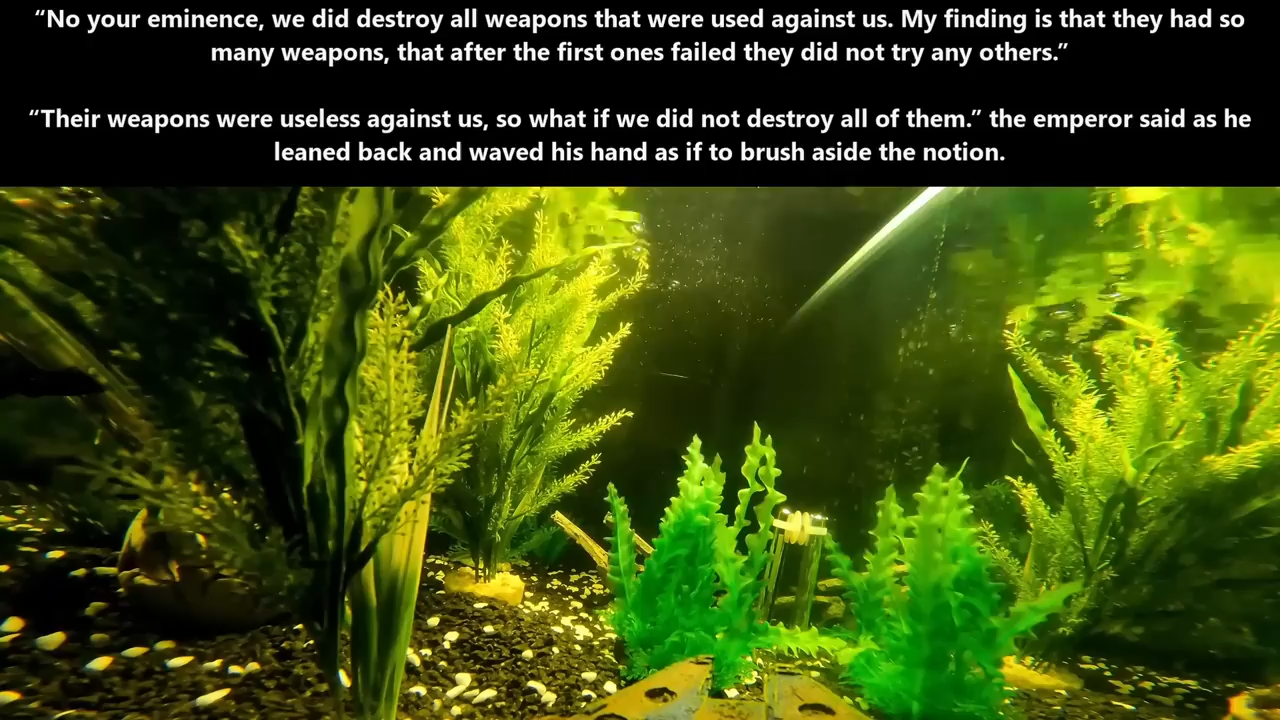 “No your eminence, we did destroy all weapons that were used against us. My finding is that they had so
many weapons, that after the first ones failed they did not try any others.”
“Their weapons were useless against us, so what if we did not destroy all of them.” the emperor said as he
leaned back and waved his hand as if to brush aside the notion.